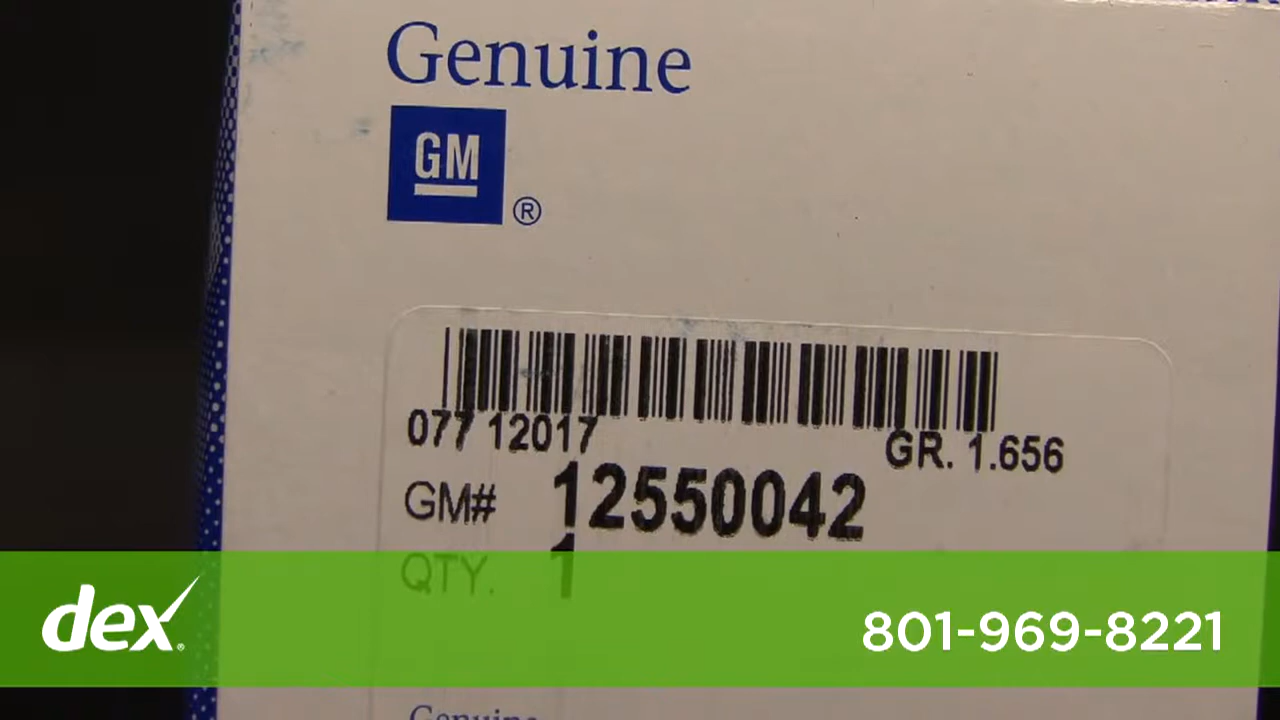 Genuine
GM
®
077 12017
GR. 1.656
GM# 12550042
QTY. 1
dex®
801-969-8221
Genuine